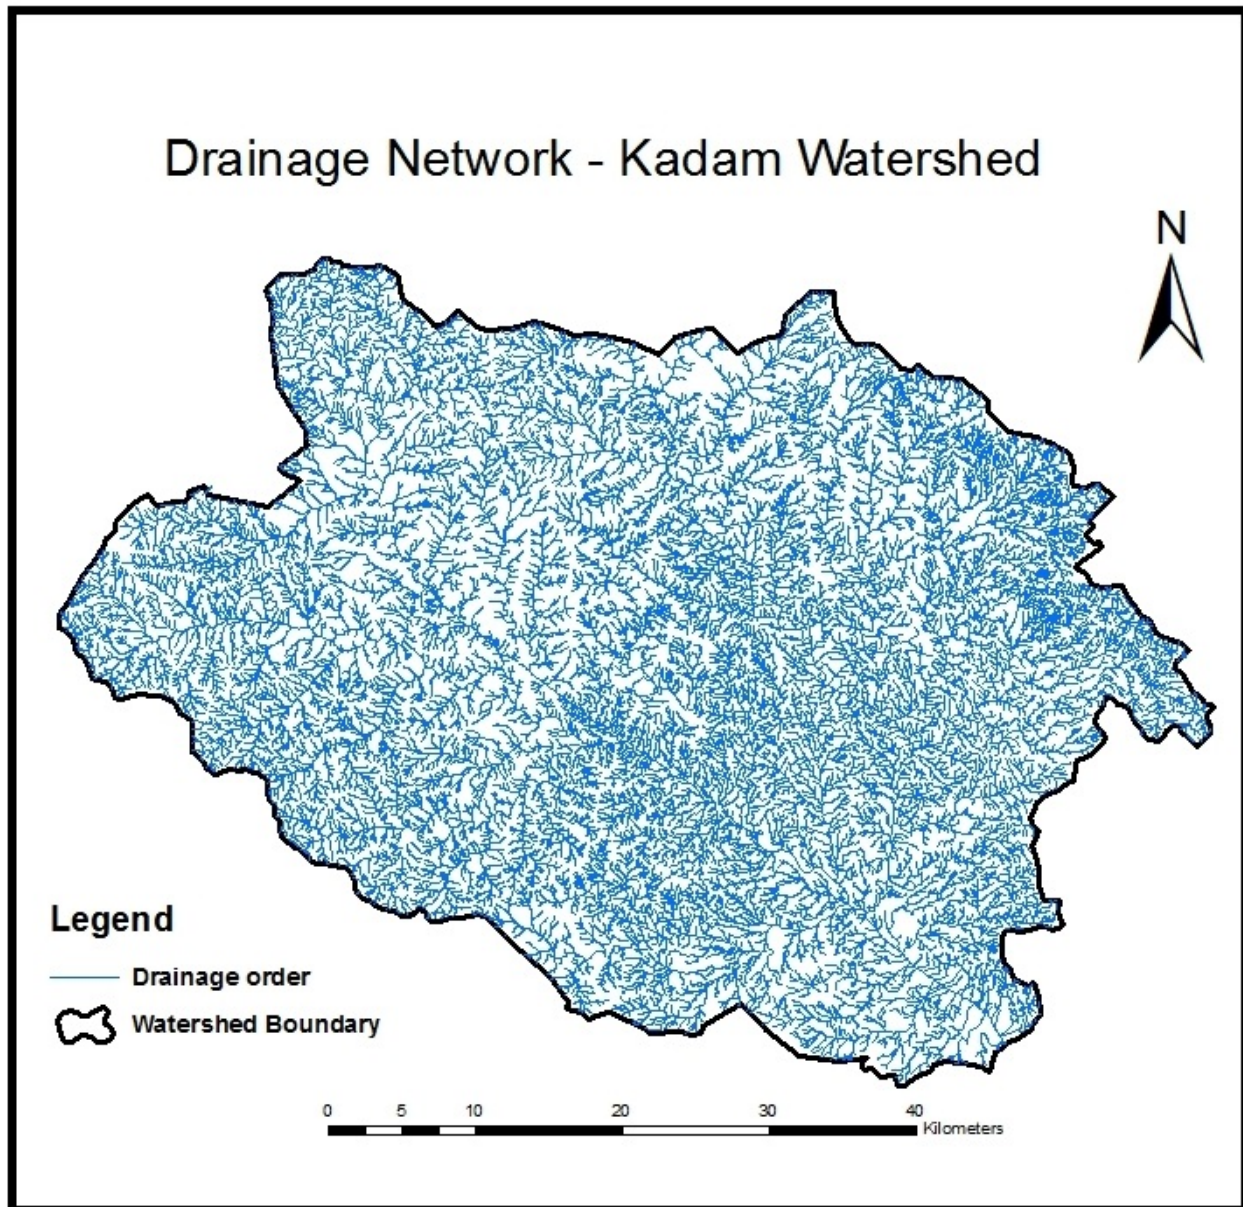 Drainage Network - Kadam Watershed
N
Legend
Drainage order
Watershed Boundary
0 5 10 20 30 40
Kilometers